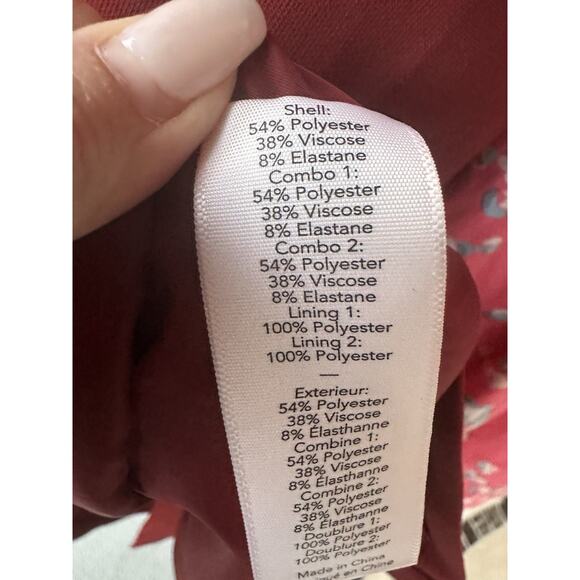 Shell:
54% Polyester
38% Viscose
8% Elastane
Combo 1:
54% Polyester
38% Viscose
8% Elastane
Combo 2:
54% Polyester
38% Viscose
8% Elastane
Lining 1:
100% Polyester
Lining 2:
100% Polyester
—
Exterieur:
54% Polyester
38% Viscose
8% Élasthanne
Combine 1:
54% Polyester
38% Viscose
8% Élasthanne
Combine 2:
54% Polyester
38% Viscose
8% Élasthanne
Doublure 1:
100% Polyester
Doublure 2:
100% Polyester
Made in China
en Chine